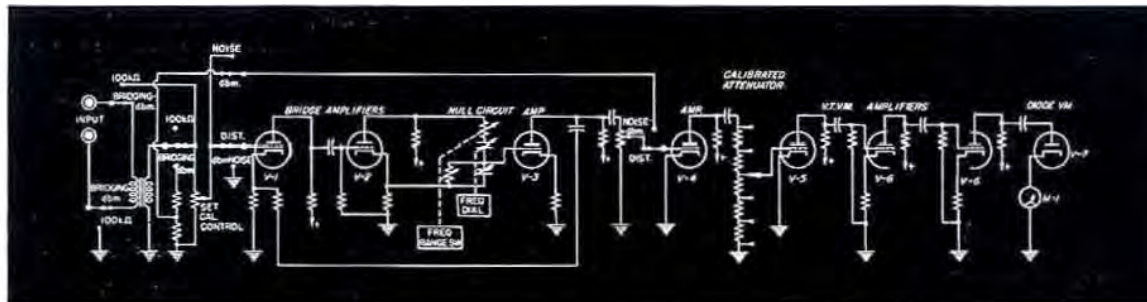 NOISE
100kΩ
BRIDGING
dbm.
dbm.
INPUT
100kΩ
BRIDGING
dbm
DIST.
dbm NOISE
BRIDGING
dbm
100kΩ
SET
CAL
CONTROL
V-1
BRIDGE AMPLIFIERS
V-2
NULL CIRCUIT
FREQ
DIAL
FREQ
RANGE SW
AMP
V-3
NOISE
DIST.
AMP.
V-4
CALIBRATED
ATTENUATOR
V.T.V.M. AMPLIFIERS
V-5
V-6
V-6
DIODE V.M.
V-7
M-1